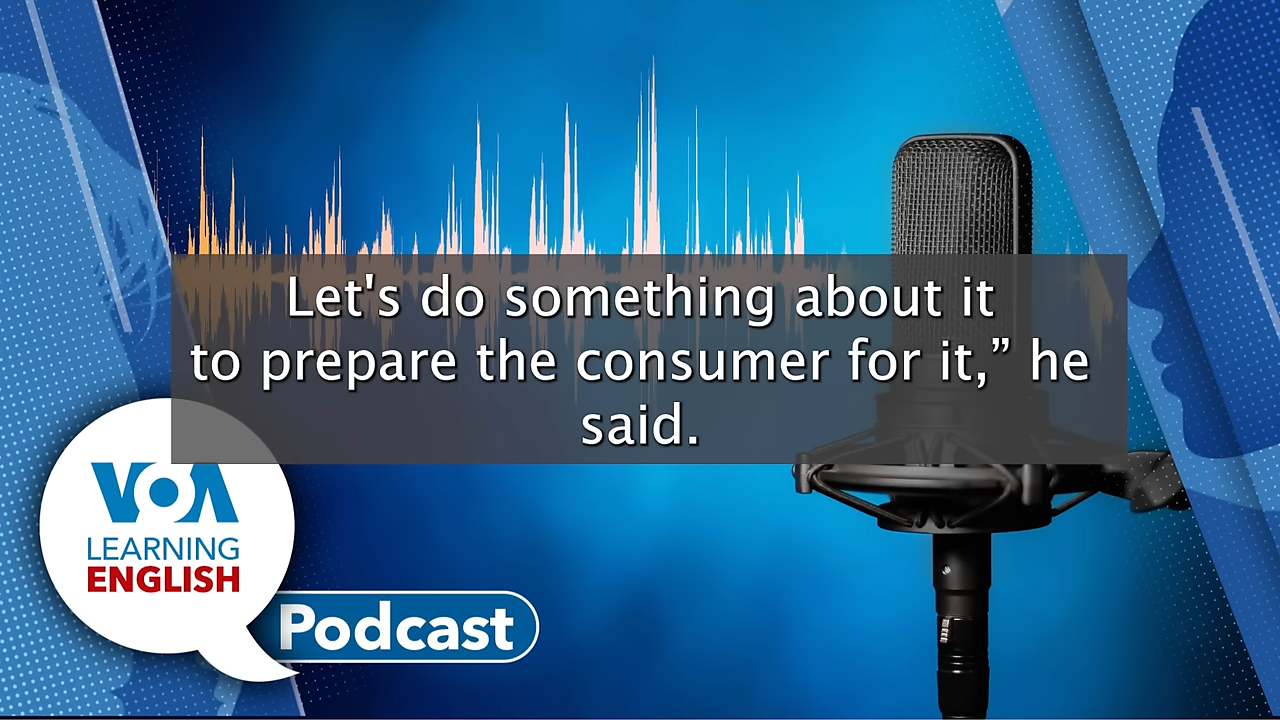 Let's do something about it
to prepare the consumer for it,” he
said.
VOA
LEARNING
ENGLISH
Podcast